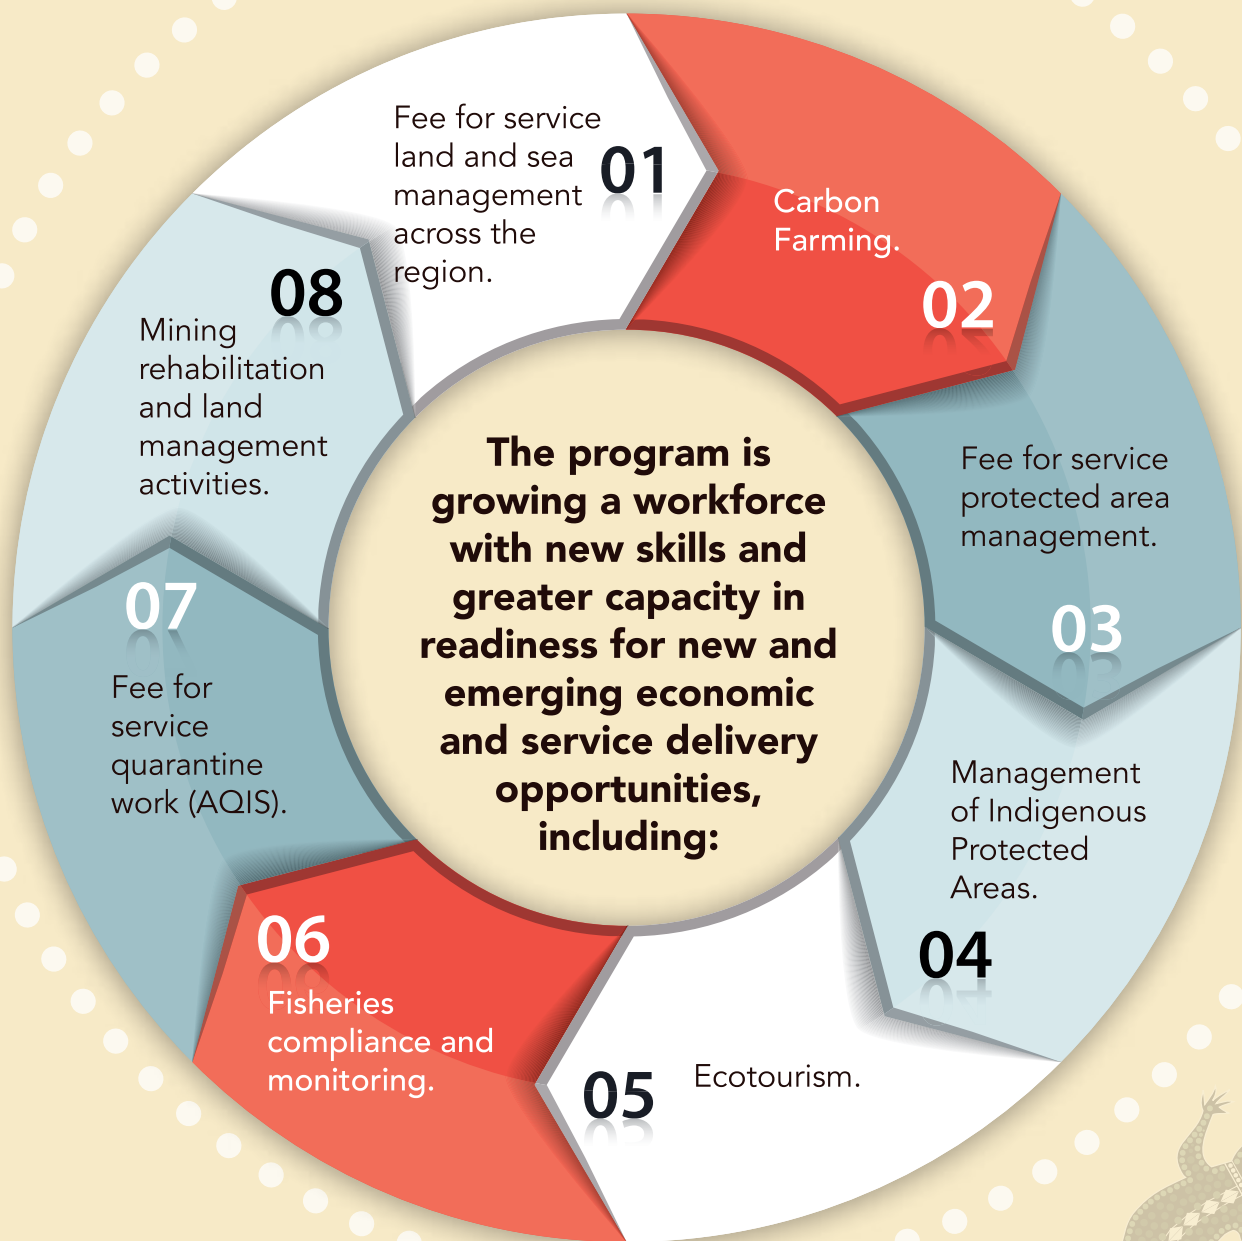 The program is
growing a workforce
with new skills and
greater capacity in
readiness for new and
emerging economic
and service delivery
opportunities,
including:
01
Fee for service
land and sea
management
across the
region.
02
Carbon
Farming.
03
Fee for service
protected area
management.
04
Management
of Indigenous
Protected
Areas.
05
Ecotourism.
06
Fisheries
compliance and
monitoring.
07
Fee for
service
quarantine
work (AQIS).
08
Mining
rehabilitation
and land
management
activities.